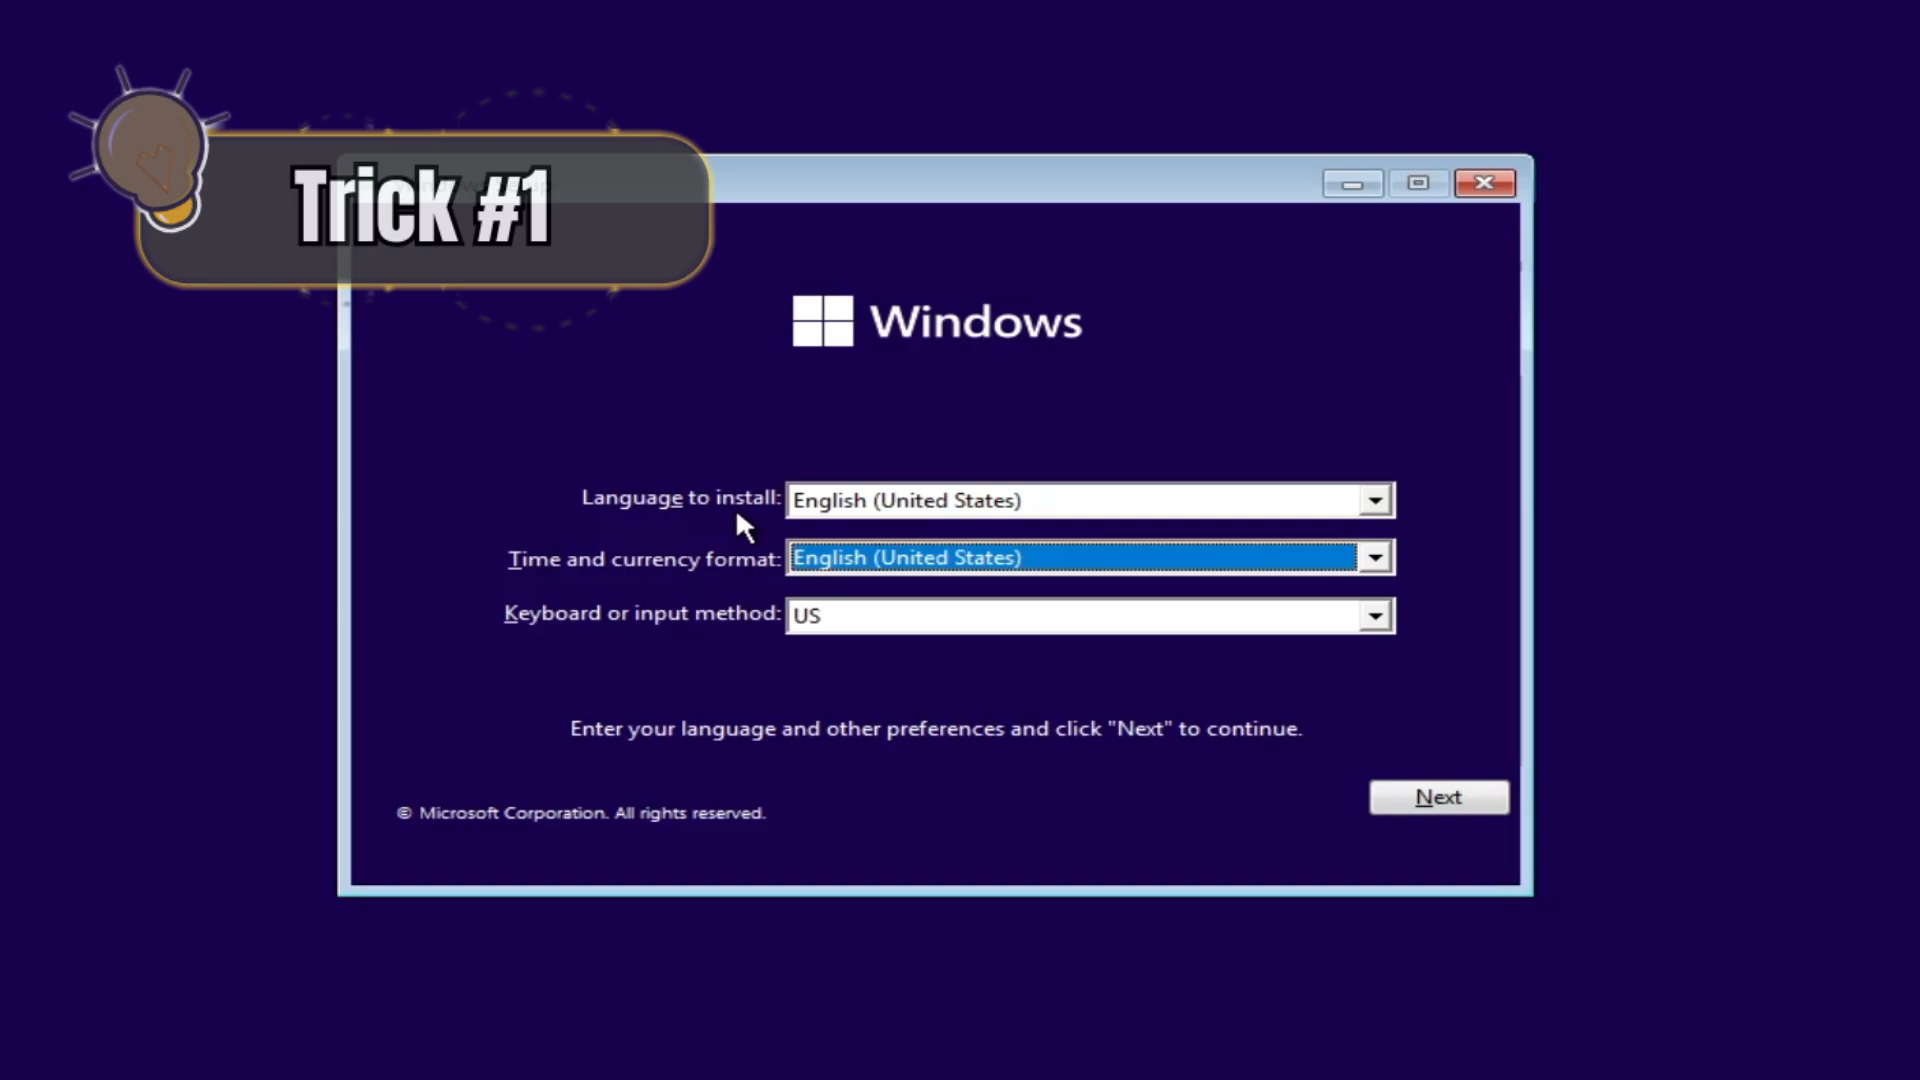 Trick #1
Windows
Language to install: English (United States)
Time and currency format: English (United States)
Keyboard or input method: US
Enter your language and other preferences and click "Next" to continue.
Next
© Microsoft Corporation. All rights reserved.